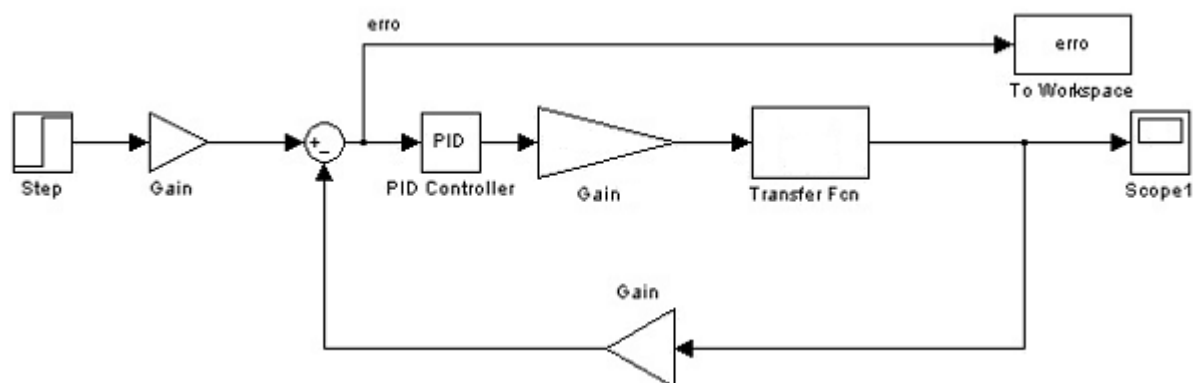 erro
erro
To Workspace
+
−
PID
Step
Gain
PID Controller
Gain
Transfer Fcn
Scope1
Gain